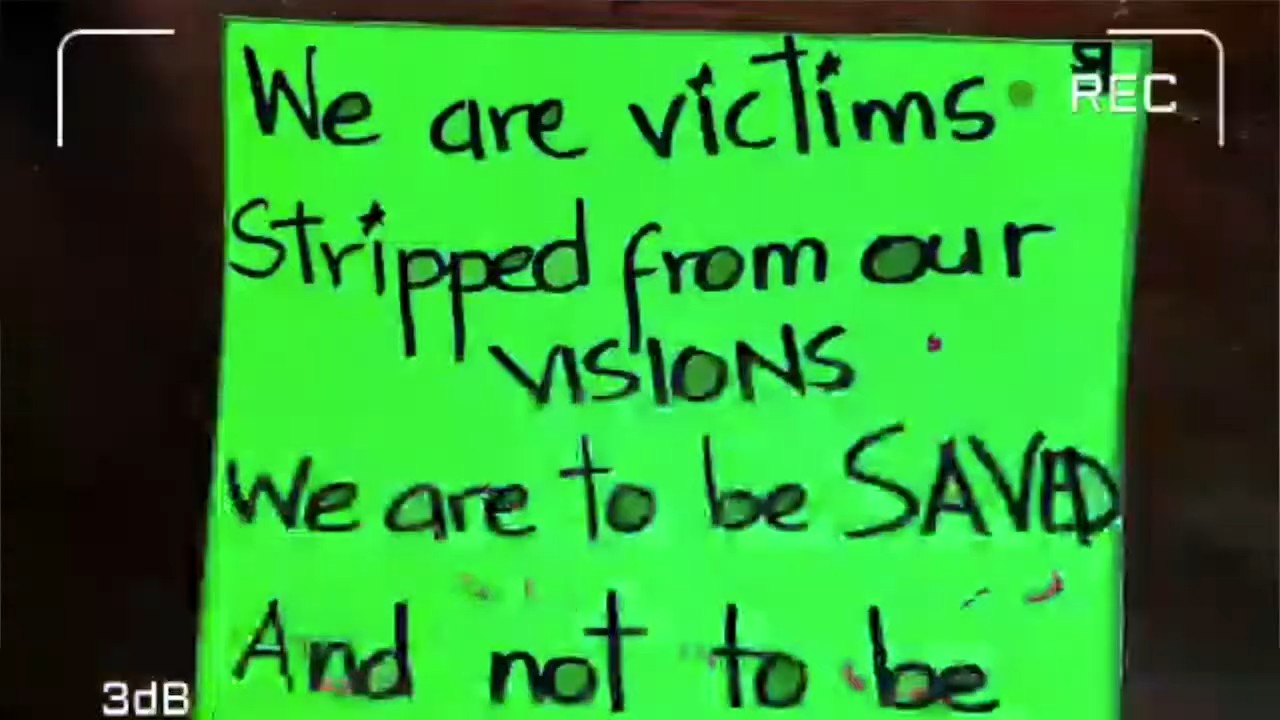 We are victims
REC
Stripped from our
VISIONS
We are to be SAVED
And not to be
3dB